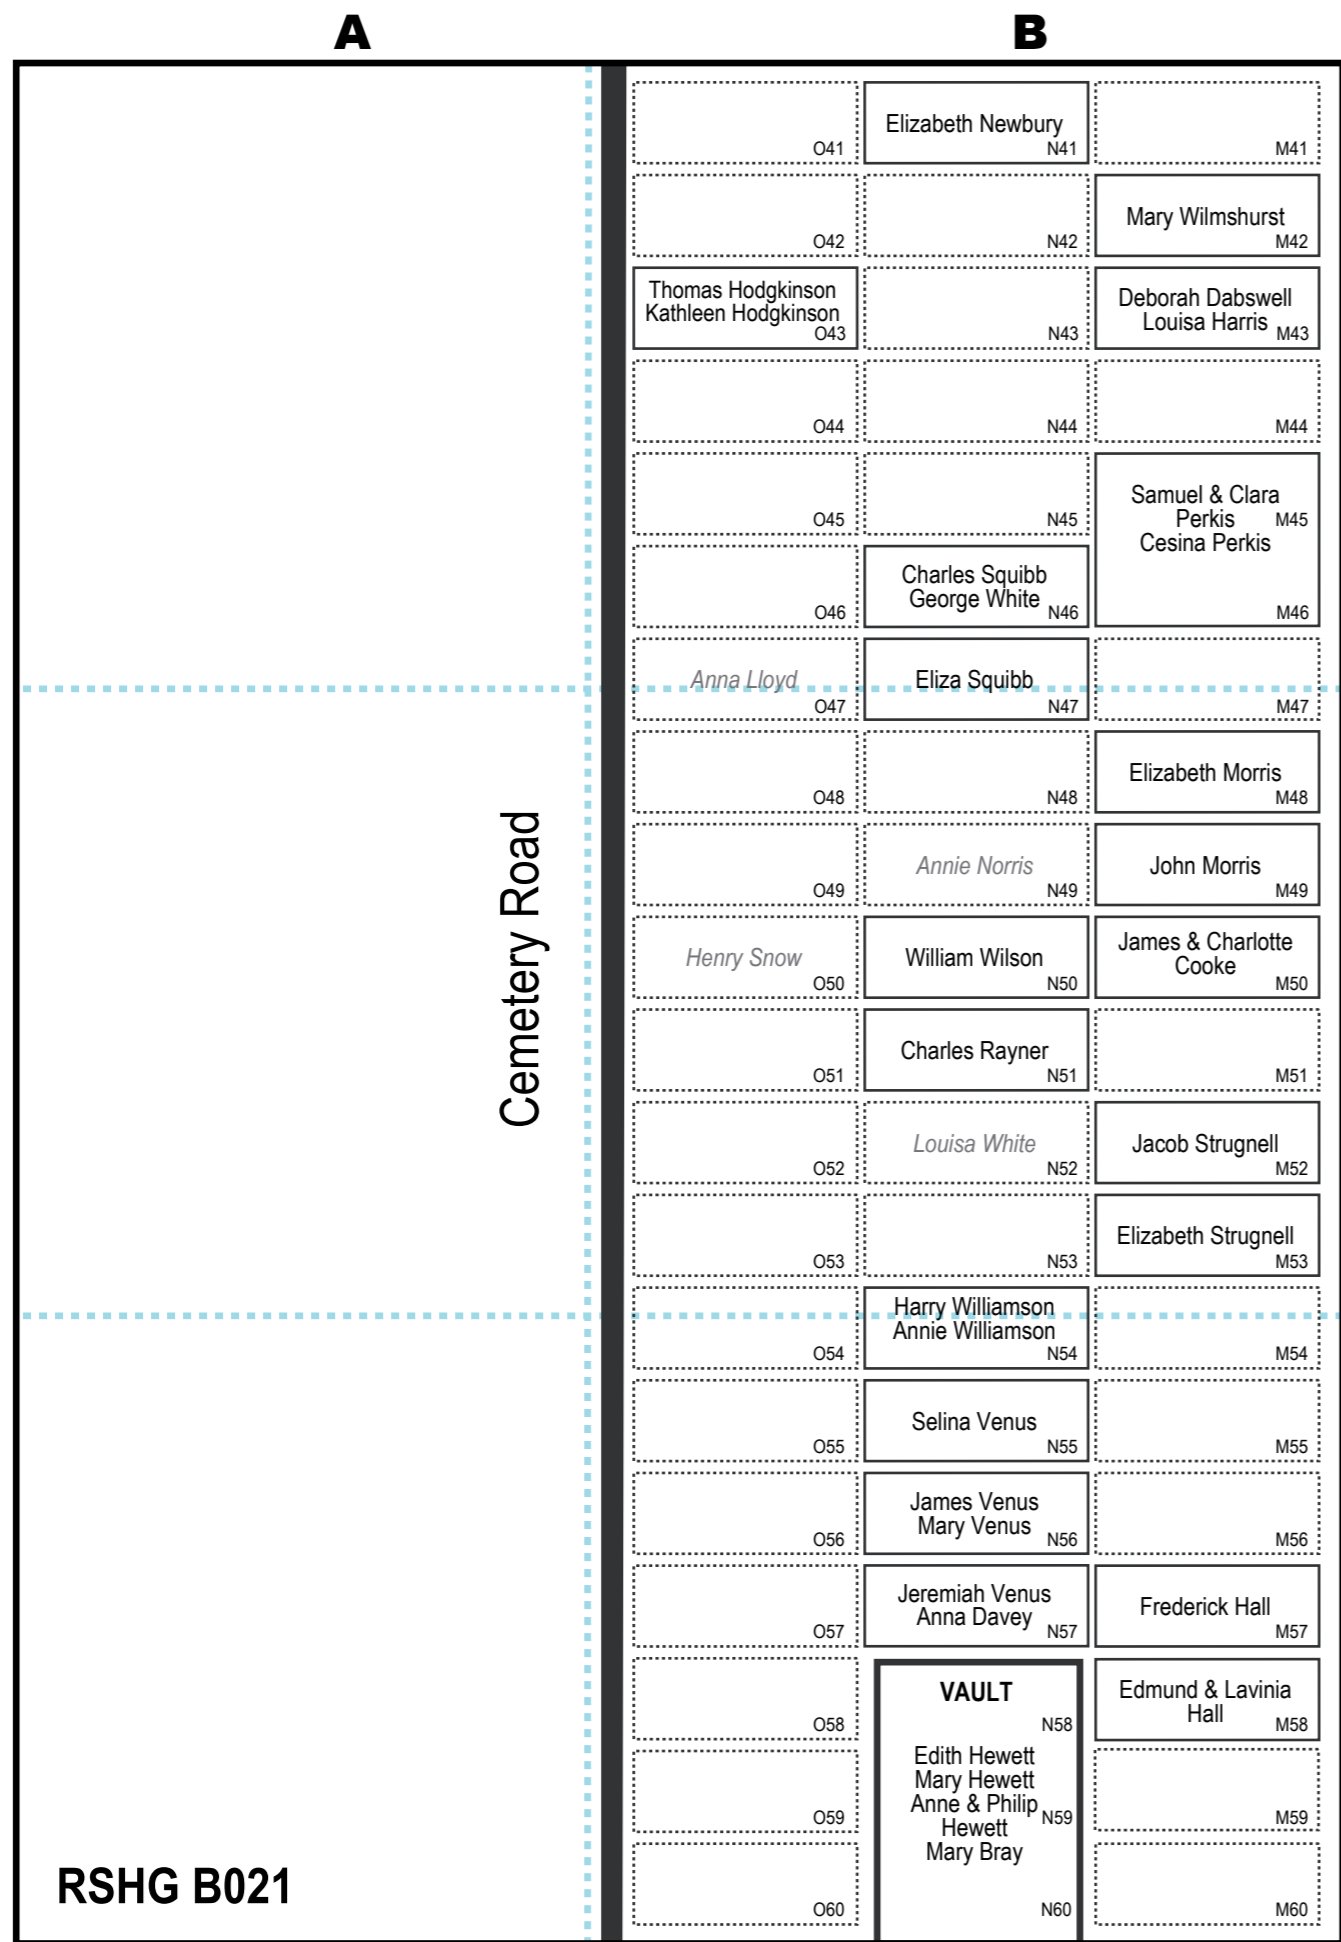 A
B
O41
Elizabeth Newbury
N41
M41
O42
N42
Mary Wilmshurst
M42
Thomas Hodgkinson
Kathleen Hodgkinson
O43
N43
Deborah Dabswell
Louisa Harris
M43
O44
N44
M44
O45
N45
Samuel & Clara
Perkis
M45
Cesina Perkis
M46
O46
Charles Squibb
George White
N46
Anna Lloyd
O47
Eliza Squibb
N47
M47
O48
N48
Elizabeth Morris
M48
O49
Annie Norris
N49
John Morris
M49
Henry Snow
O50
William Wilson
N50
James & Charlotte
Cooke
M50
O51
Charles Rayner
N51
M51
O52
Louisa White
N52
Jacob Strugnell
M52
O53
N53
Elizabeth Strugnell
M53
O54
Harry Williamson
Annie Williamson
N54
M54
O55
Selina Venus
N55
M55
O56
James Venus
Mary Venus
N56
M56
O57
Jeremiah Venus
Anna Davey
N57
Frederick Hall
M57
O58
VAULT
N58
Edith Hewett
Mary Hewett
Anne & Philip
Hewett
N59
Mary Bray
N60
Edmund & Lavinia
Hall
M58
O59
M59
O60
M60
Cemetery Road
RSHG B021